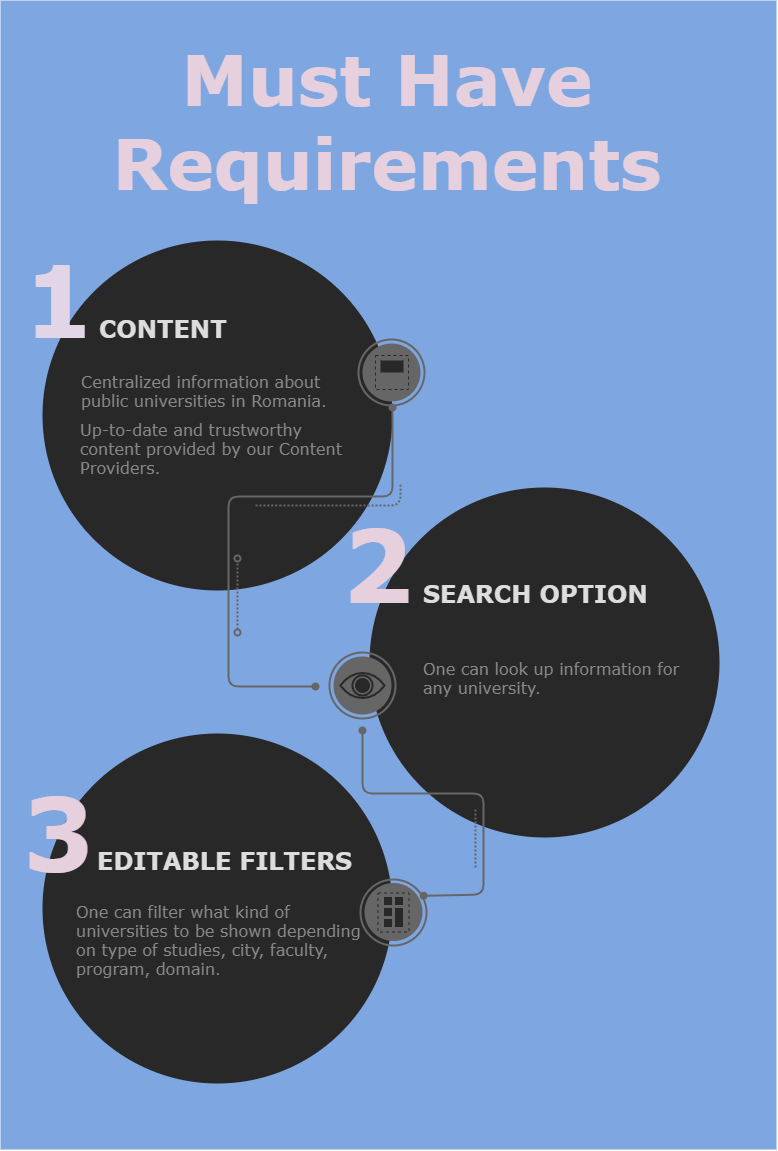 Must Have
Requirements
1
CONTENT
Centralized information about
public universities in Romania.
Up-to-date and trustworthy
content provided by our Content
Providers.
2
SEARCH OPTION
One can look up information for
any university.
3
EDITABLE FILTERS
One can filter what kind of
universities to be shown depending
on type of studies, city, faculty,
program, domain.